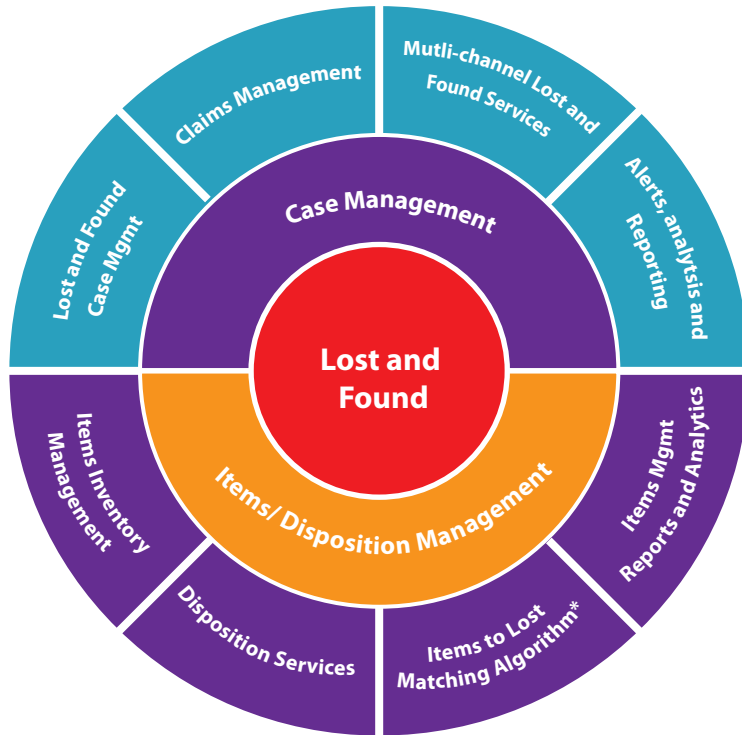 Claims Management
Mutli-channel Lost and
Found Services
Lost and Found
Case Mgmt
Alerts, analytsis and
Reporting
Case Management
Lost and
Found
Items/ Disposition Management
Items Inventory
Management
Items Mgmt
Reports and Analytics
Disposition Services
Items to Lost
Matching Algorithm*